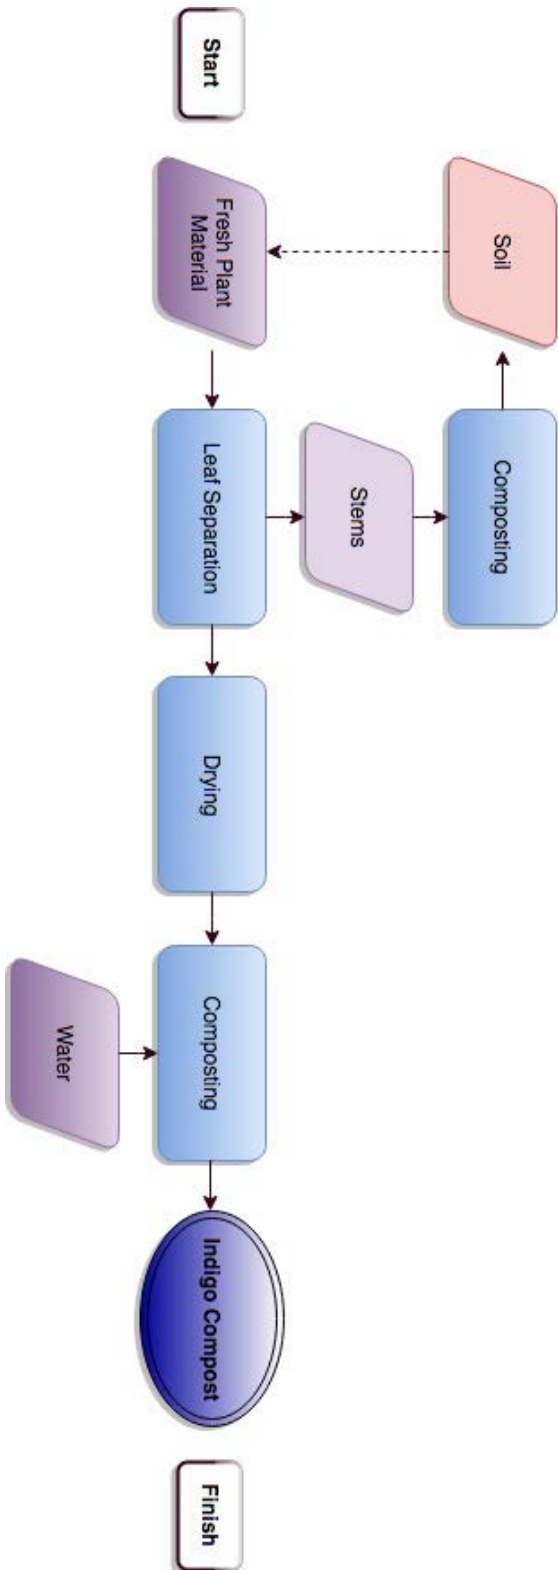 Start
Fresh Plant
Material
Soil
Leaf Separation
Stems
Composting
Drying
Composting
Water
Indigo Compost
Finish